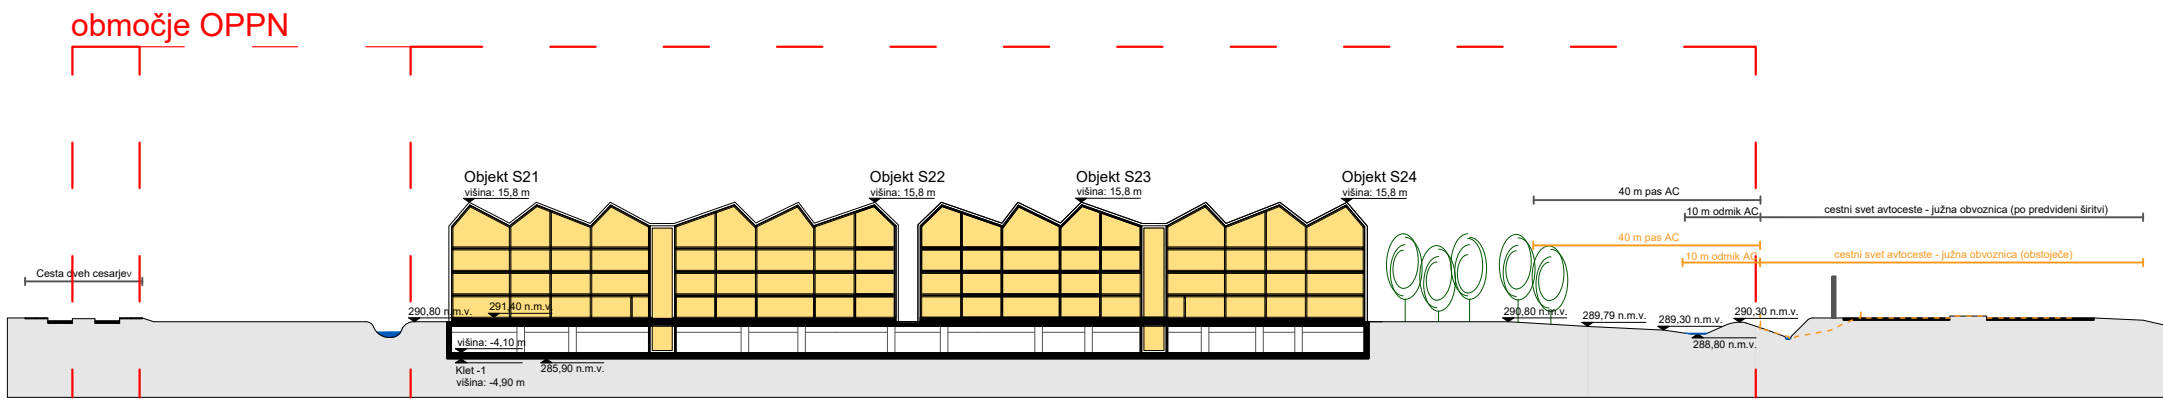 območje OPPN
Objekt S21
višina: 15,8 m
Objekt S22
višina: 15,8 m
Objekt S23
višina: 15,8 m
Objekt S24
višina: 15,8 m
40 m pas AC
10 m odmik AC
cestni svet avtoceste - južna obvoznica (po predvideni širitvi)
40 m pas AC
10 m odmik AC
cestni svet avtoceste - južna obvoznica (obstoječe)
Cesta dveh cesarjev
290,80 n.m.v.
291,40 n.m.v.
290,80 n.m.v.
289,79 n.m.v.
289,30 n.m.v.
290,30 n.m.v.
288,80 n.m.v.
višina: -4,10 m
Klet -1
višina: -4,90 m
285,90 n.m.v.